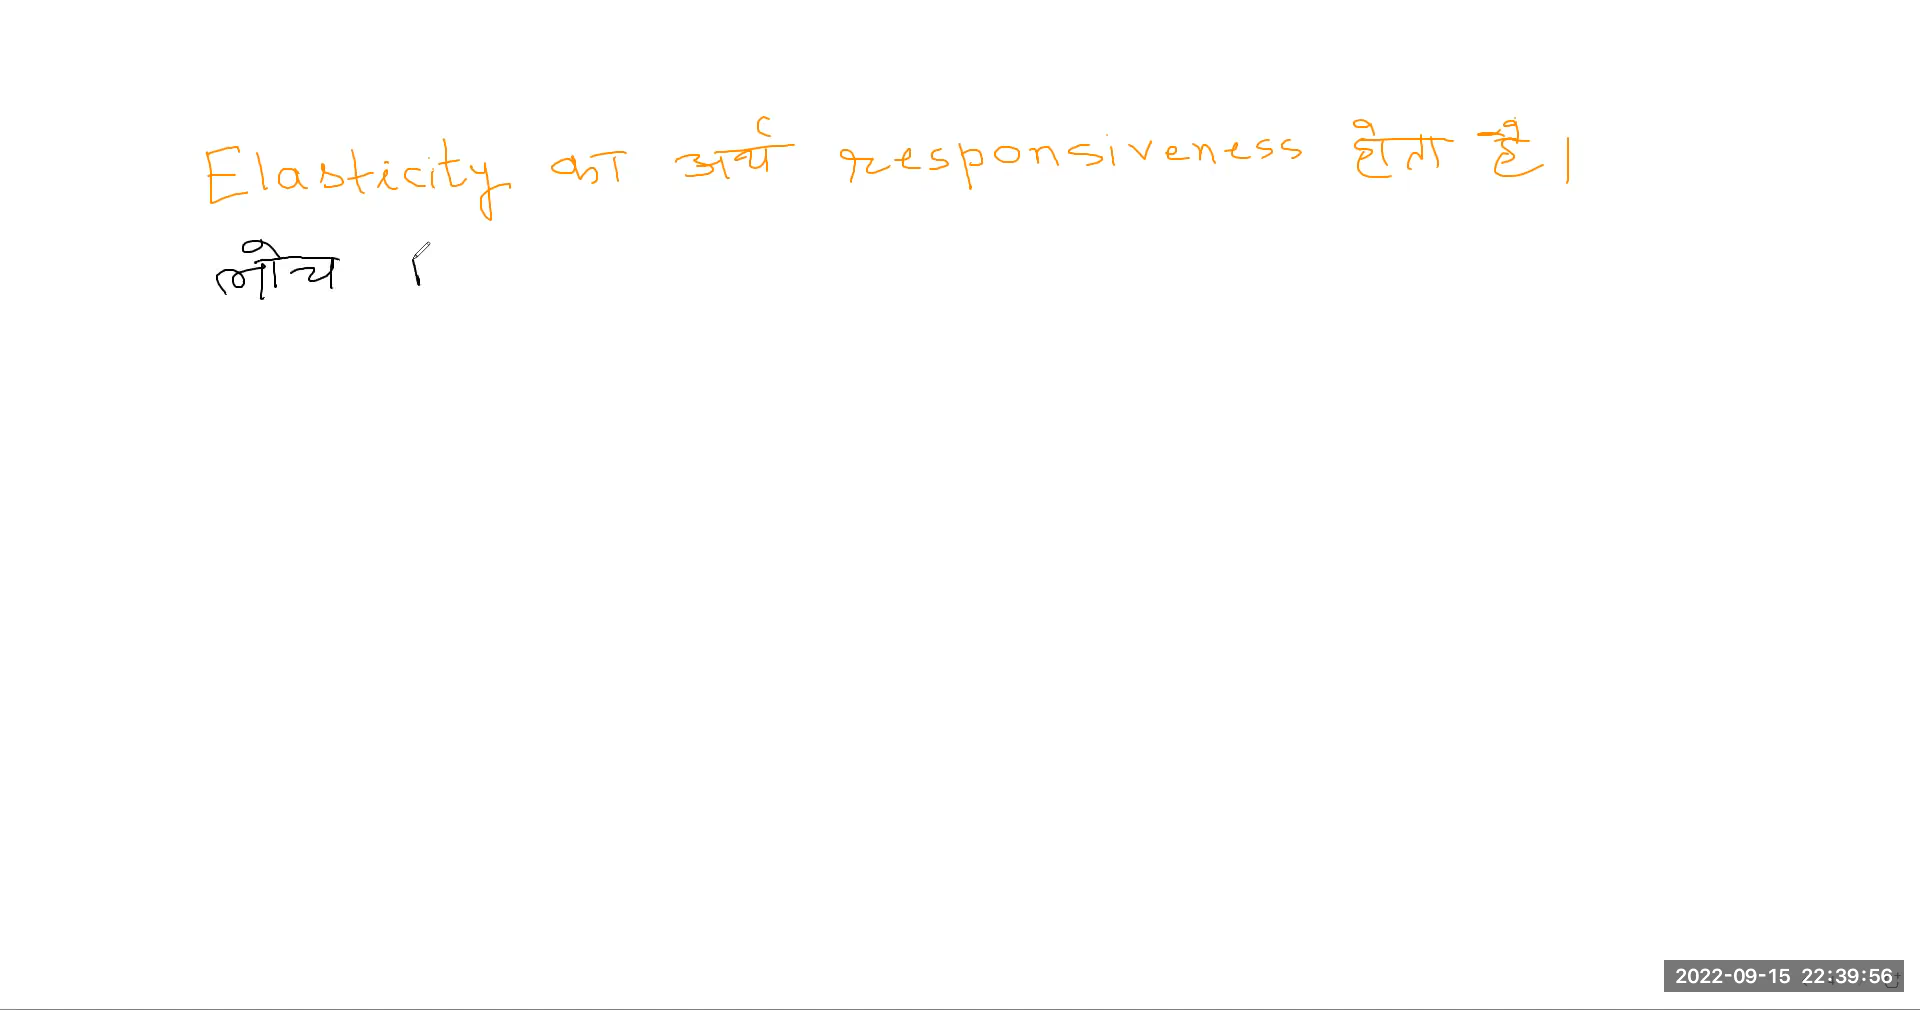 Elasticity का अर्थ responsiveness होता है।
लोच
2022-09-15 22:39:56